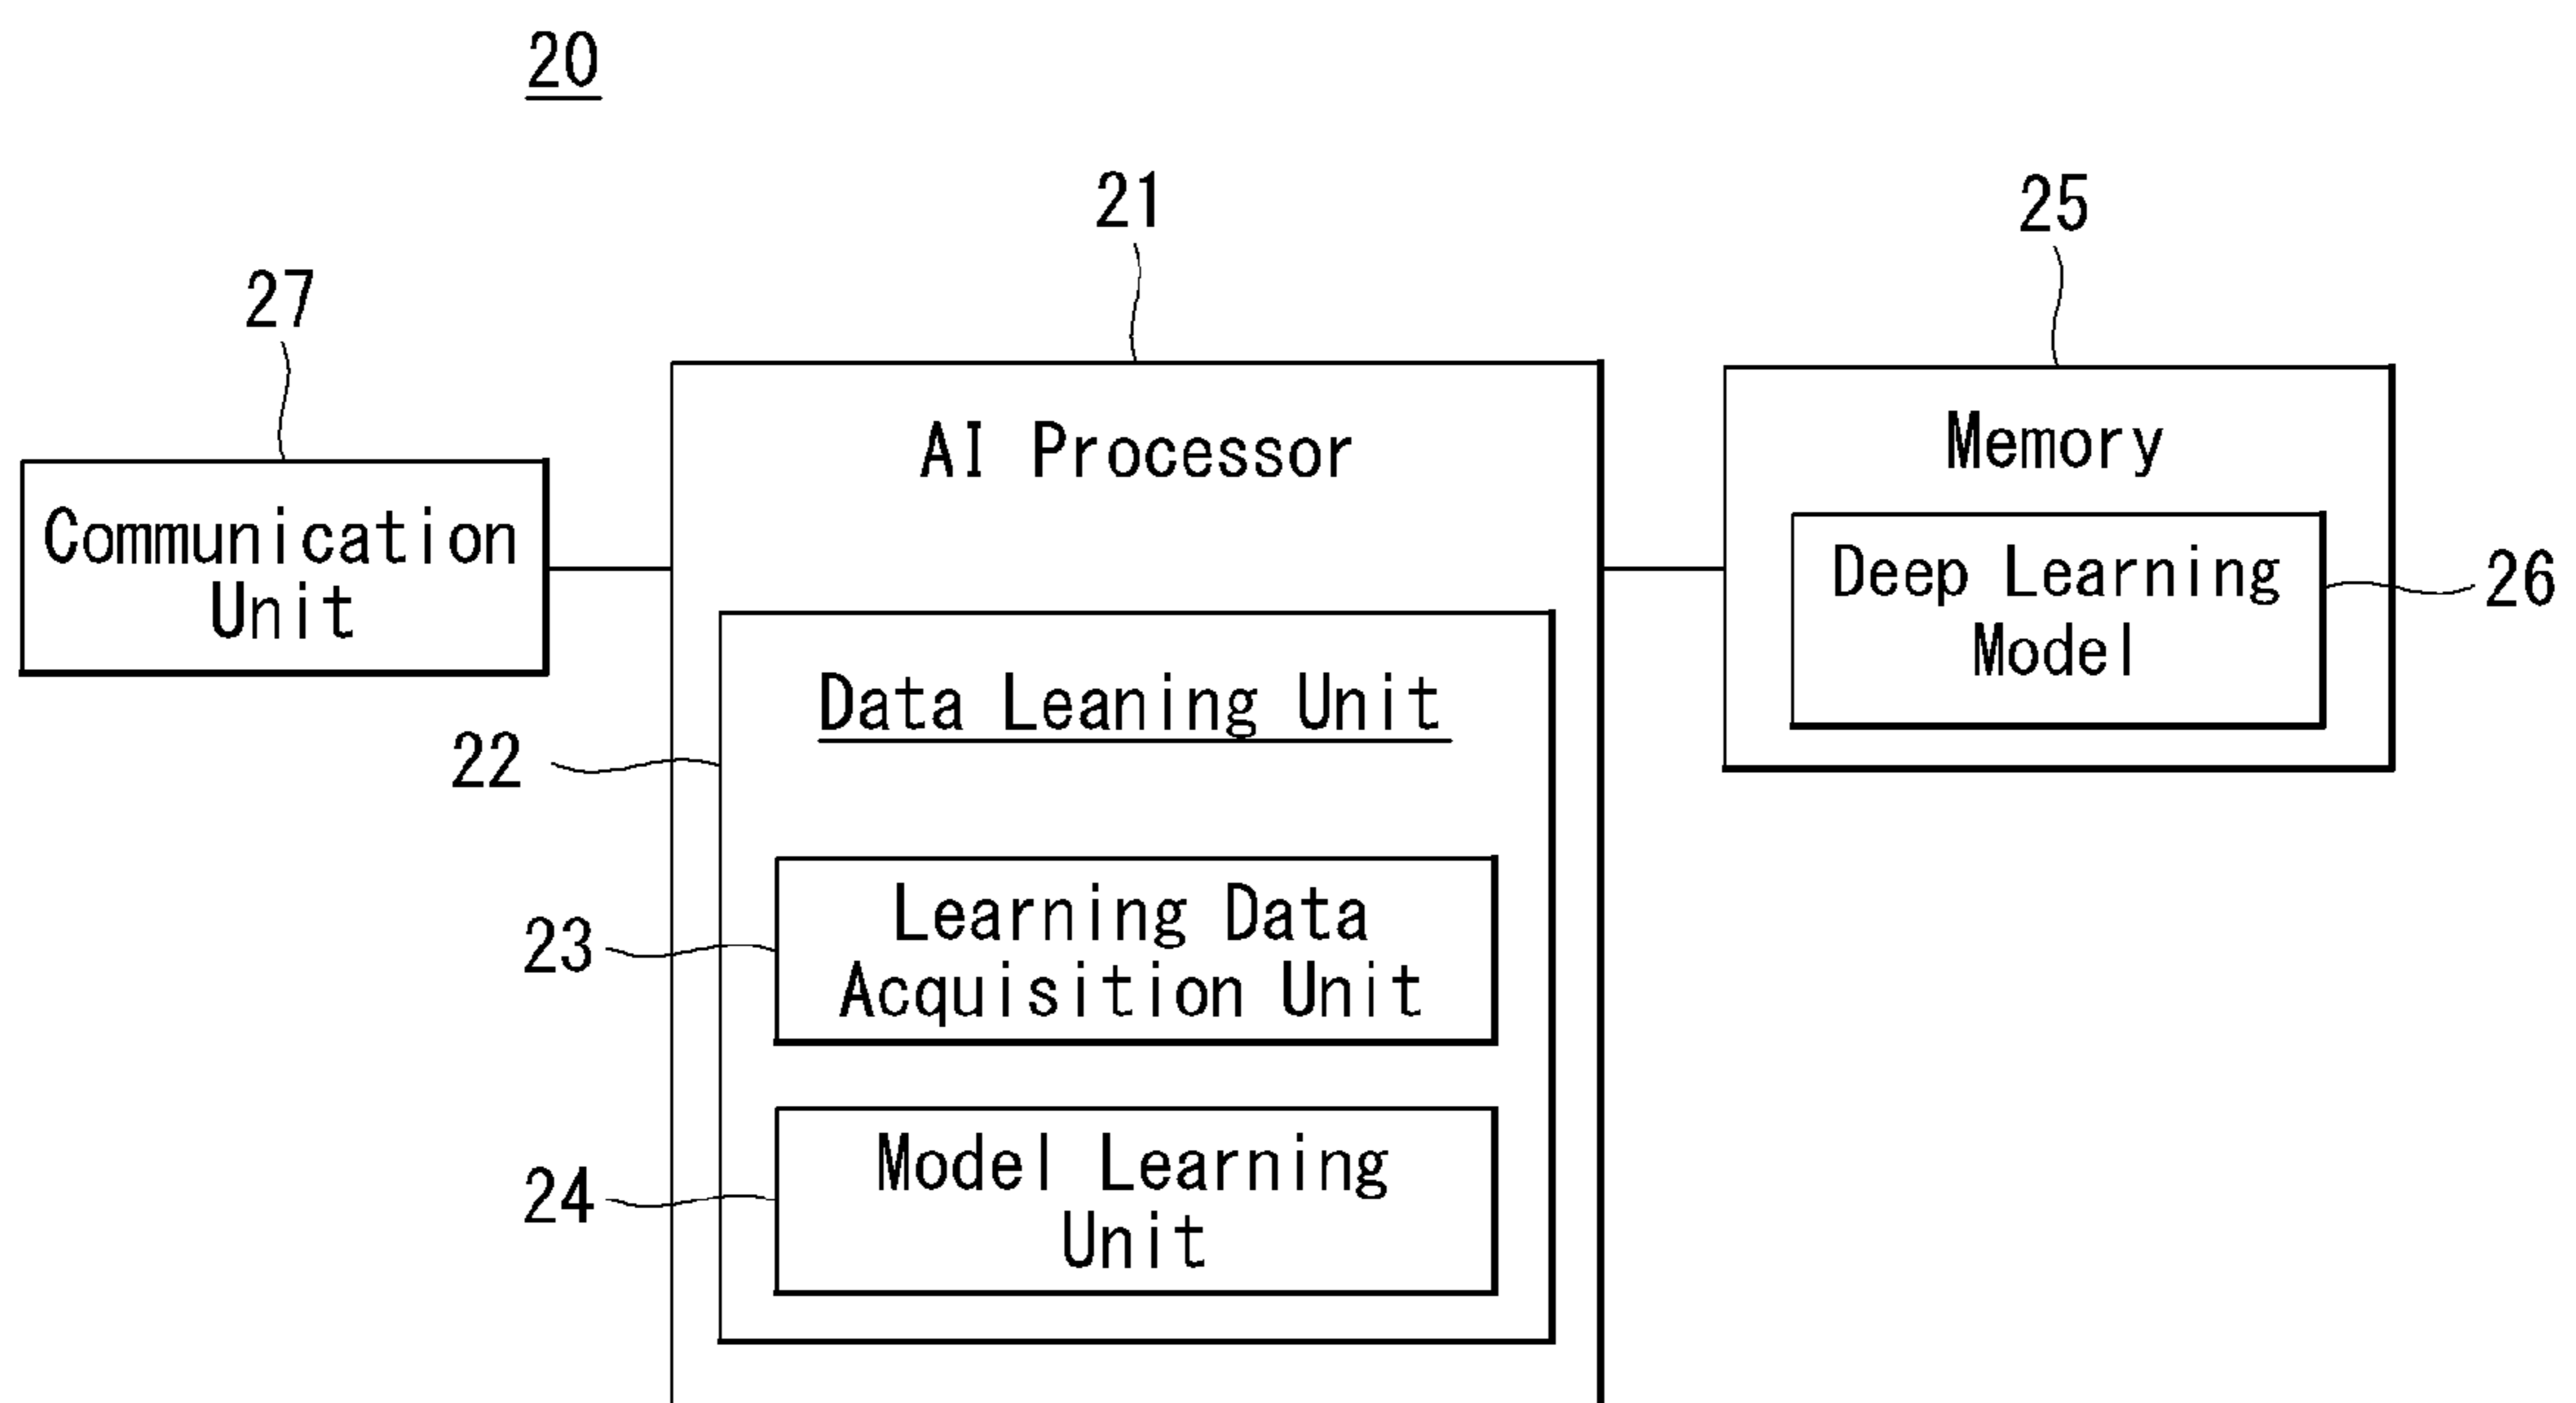 20
21
25
27
AI Processor
Memory
Communication
Unit
Deep Learning
Model
26
Data Leaning Unit
22
Learning Data
Acquisition Unit
23
Model Learning
Unit
24